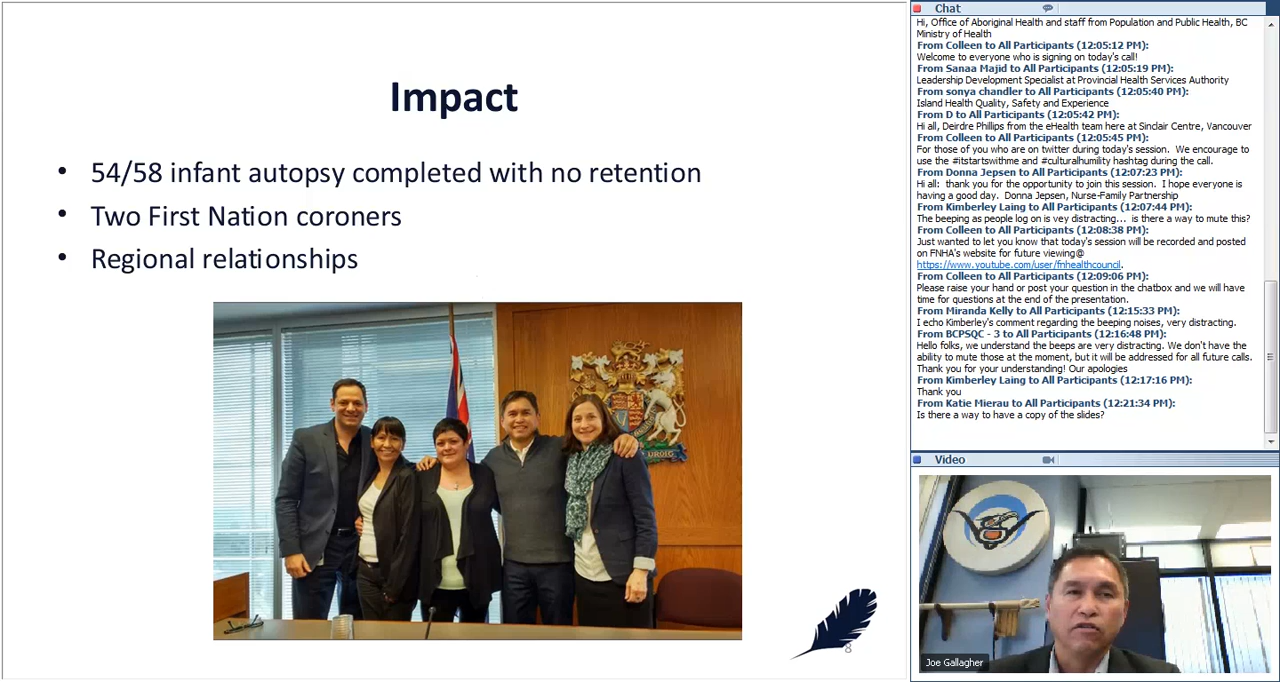 Impact
• 54/58 infant autopsy completed with no retention
• Two First Nation coroners
• Regional relationships
8
Chat
Hi, Office of Aboriginal Health and staff from Population and Public Health, BC
Ministry of Health
From Colleen to All Participants (12:05:12 PM):
Welcome to everyone who is signing on today's call!
From Sanaa Majid to All Participants (12:05:19 PM):
Leadership Development Specialist at Provincial Health Services Authority
From sonya chandler to All Participants (12:05:40 PM):
Island Health Quality, Safety and Experience
From D to All Participants (12:05:42 PM):
Hi all, Deirdre Phillips from the eHealth team here at Sinclair Centre, Vancouver
From Colleen to All Participants (12:05:45 PM):
For those of you who are on twitter during today's session.  We encourage to
use the #itstartswithme and #culturalhumility hashtag during the call.
From Donna Jepsen to All Participants (12:07:23 PM):
Hi all:  thank you for the opportunity to join this session.  I hope everyone is
having a good day.  Donna Jepsen, Nurse-Family Partnership
From Kimberley Laing to All Participants (12:07:44 PM):
The beeping as people log on is vey distracting...  is there a way to mute this?
From Colleen to All Participants (12:08:38 PM):
Just wanted to let you know that today's session will be recorded and posted
on FNHA's website for future viewing@
https://www.youtube.com/user/fnhealthcouncil.
From Colleen to All Participants (12:09:06 PM):
Please raise your hand or post your question in the chatbox and we will have
time for questions at the end of the presentation.
From Miranda Kelly to All Participants (12:15:33 PM):
I echo Kimberley's comment regarding the beeping noises, very distracting.
From BCPSQC - 3 to All Participants (12:16:48 PM):
Hello folks, we understand the beeps are very distracting. We don't have the
ability to mute those at the moment, but it will be addressed for all future calls.
Thank you for your understanding! Our apologies
From Kimberley Laing to All Participants (12:17:16 PM):
Thank you
From Katie Mierau to All Participants (12:21:34 PM):
Is there a way to have a copy of the slides?
Video
Joe Gallagher